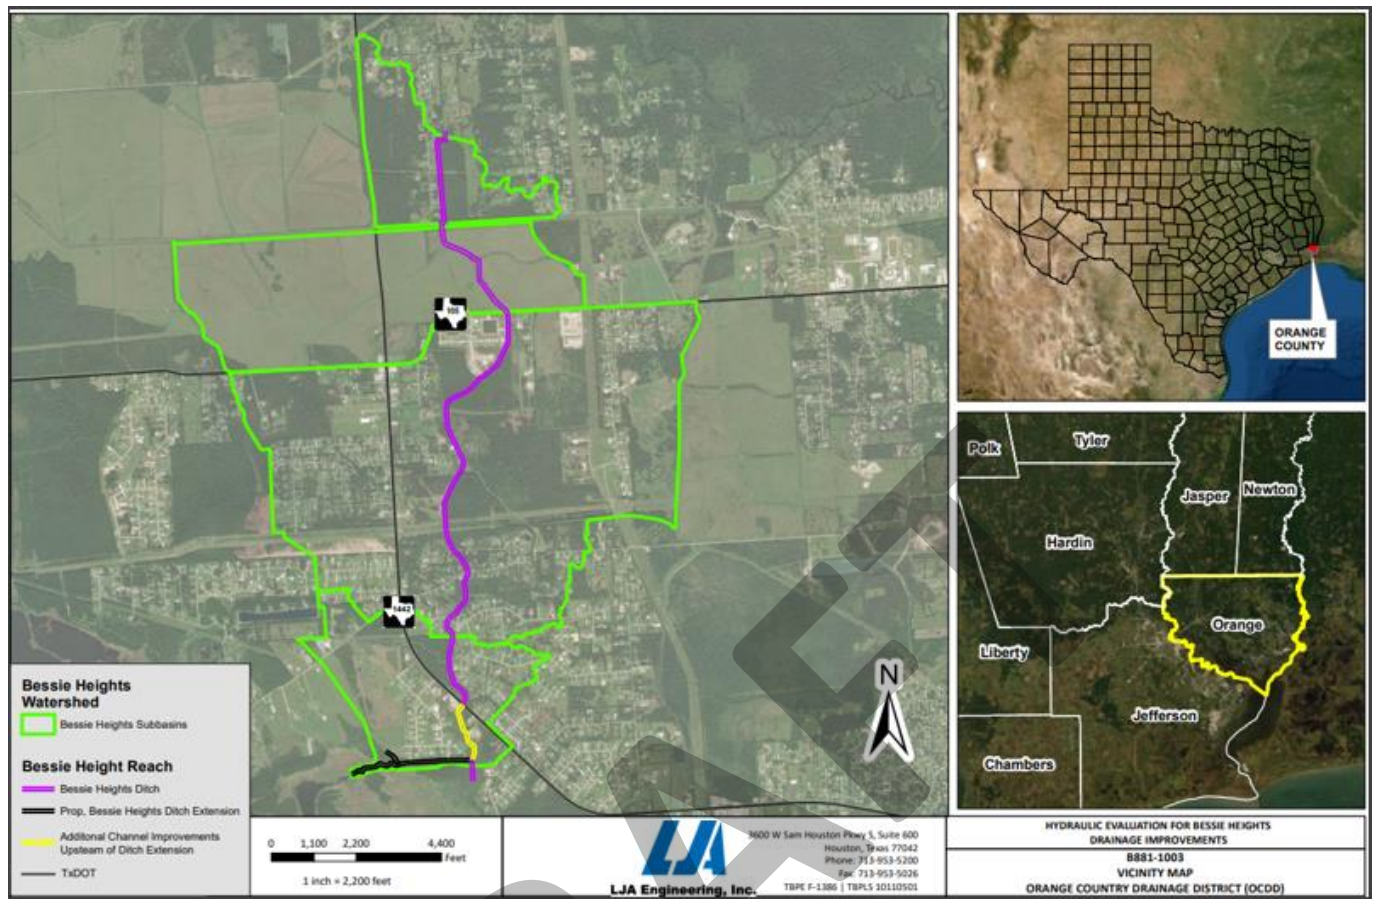 105
1442
N
Bessie Heights
Watershed
Bessie Heights Subbasins
Bessie Height Reach
Bessie Heights Ditch
Prop. Bessie Heights Ditch Extension
Additonal Channel Improvements
Upsteam of Ditch Extension
TxDOT
0 1,100 2,200 4,400
Feet
1 inch = 2,200 feet
LJA
LJA Engineering, Inc.
3600 W Sam Houston Pkwy S, Suite 600
Houston, Texas 77042
Phone: 713-953-5200
Fax: 713-953-5026
TBPE F-1386 | TBPLS 10110501
ORANGE
COUNTY
Polk
Tyler
Jasper
Newton
Hardin
Orange
Liberty
Jefferson
Chambers
HYDRAULIC EVALUATION FOR BESSIE HEIGHTS
DRAINAGE IMPROVEMENTS
B881-1003
VICINITY MAP
ORANGE COUNTRY DRAINAGE DISTRICT (OCDD)
DRAFT